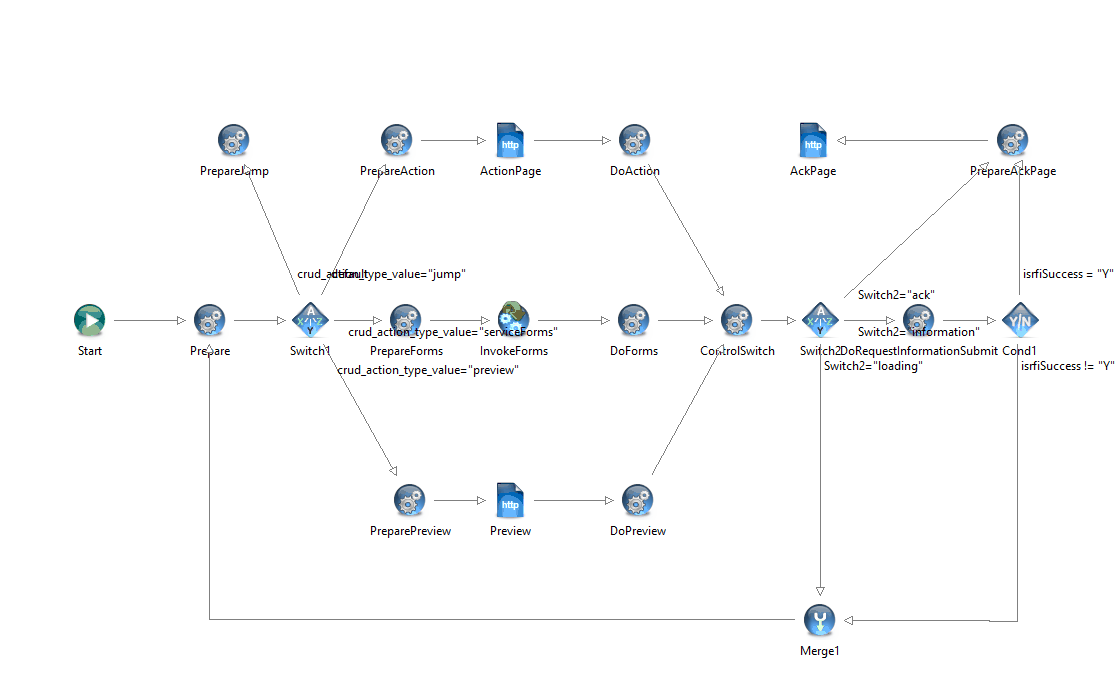 http
http
PrepareJump
PrepareAction
ActionPage
DoAction
AckPage
PrepareAckPage
crud_action_type_value="jump"
default
isrfiSuccess = "Y"
Switch2="ack"
A
X
Z
Y
A
X
Z
Y
Y/N
crud_action_type_value="serviceForms"
Switch2="information"
Start
Prepare
Switch1
PrepareForms
InvokeForms
DoForms
ControlSwitch
Switch2
DoRequestInformationSubmit
Cond1
crud_action_type_value="preview"
Switch2="loading"
isrfiSuccess != "Y"
http
PreparePreview
Preview
DoPreview
Merge1